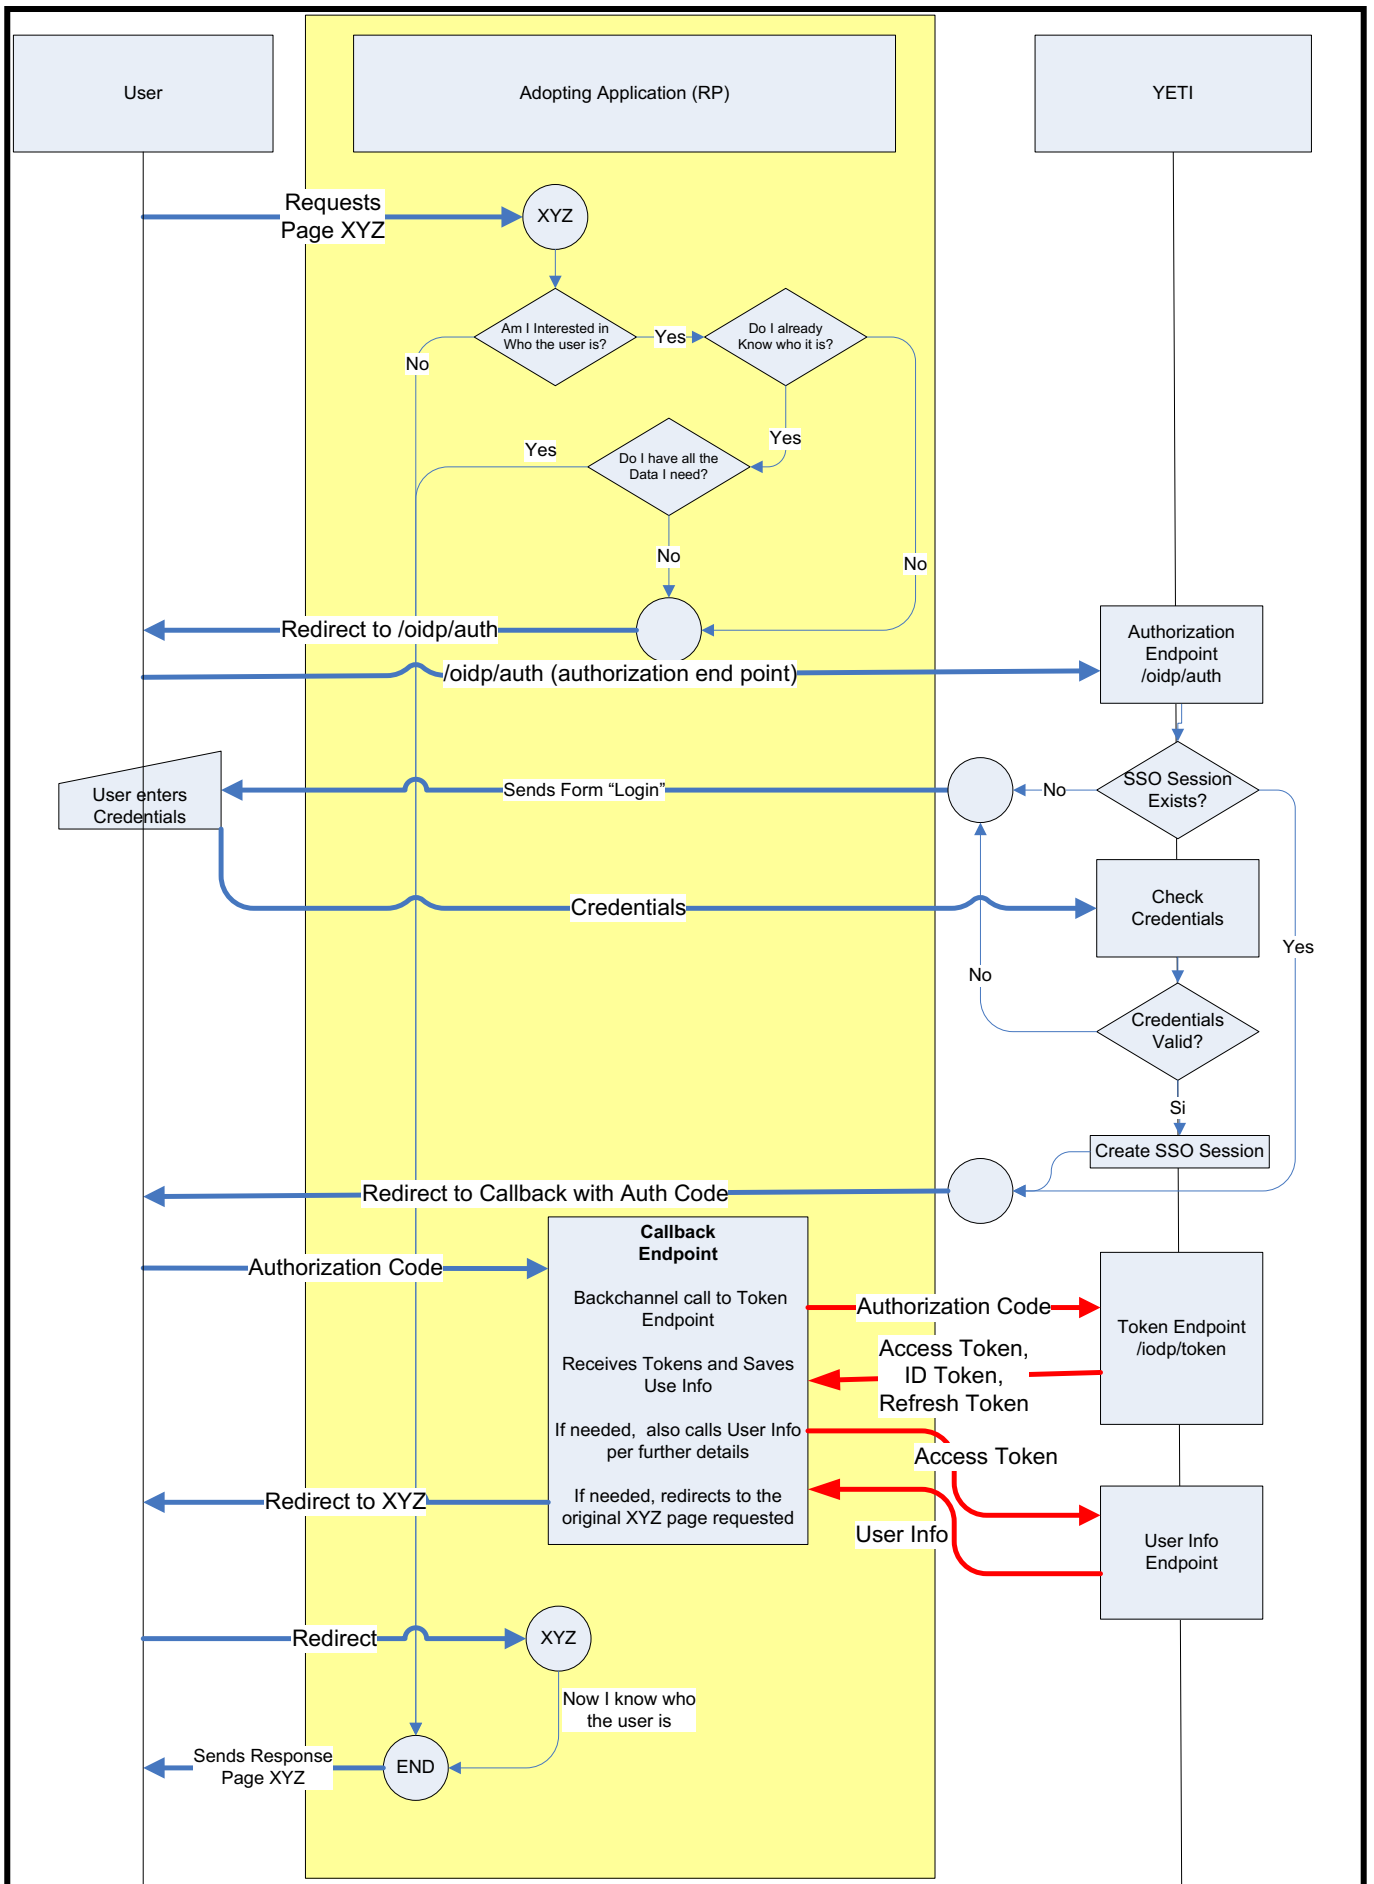 User
Adopting Application (RP)
YETI
Requests
Page XYZ
XYZ
Am I Interested in
Who the user is?
Yes
Do I already
Know who it is?
No
Yes
Yes
Do I have all the
Data I need?
No
No
Redirect to /oidp/auth
Authorization
Endpoint
/oidp/auth
/oidp/auth (authorization end point)
SSO Session
Exists?
No
Sends Form “Login”
User enters
Credentials
Check
Credentials
Credentials
Yes
No
Credentials
Valid?
Si
Create SSO Session
Redirect to Callback with Auth Code
Callback
Endpoint
Authorization Code
Backchannel call to Token
Endpoint
Authorization Code
Token Endpoint
/iodp/token
Receives Tokens and Saves
Use Info
Access Token,
ID Token,
Refresh Token
If needed, also calls User Info
per further details
Access Token
Redirect to XYZ
If needed, redirects to the
original XYZ page requested
User Info
User Info
Endpoint
Redirect
XYZ
Now I know who
the user is
Sends Response
Page XYZ
END